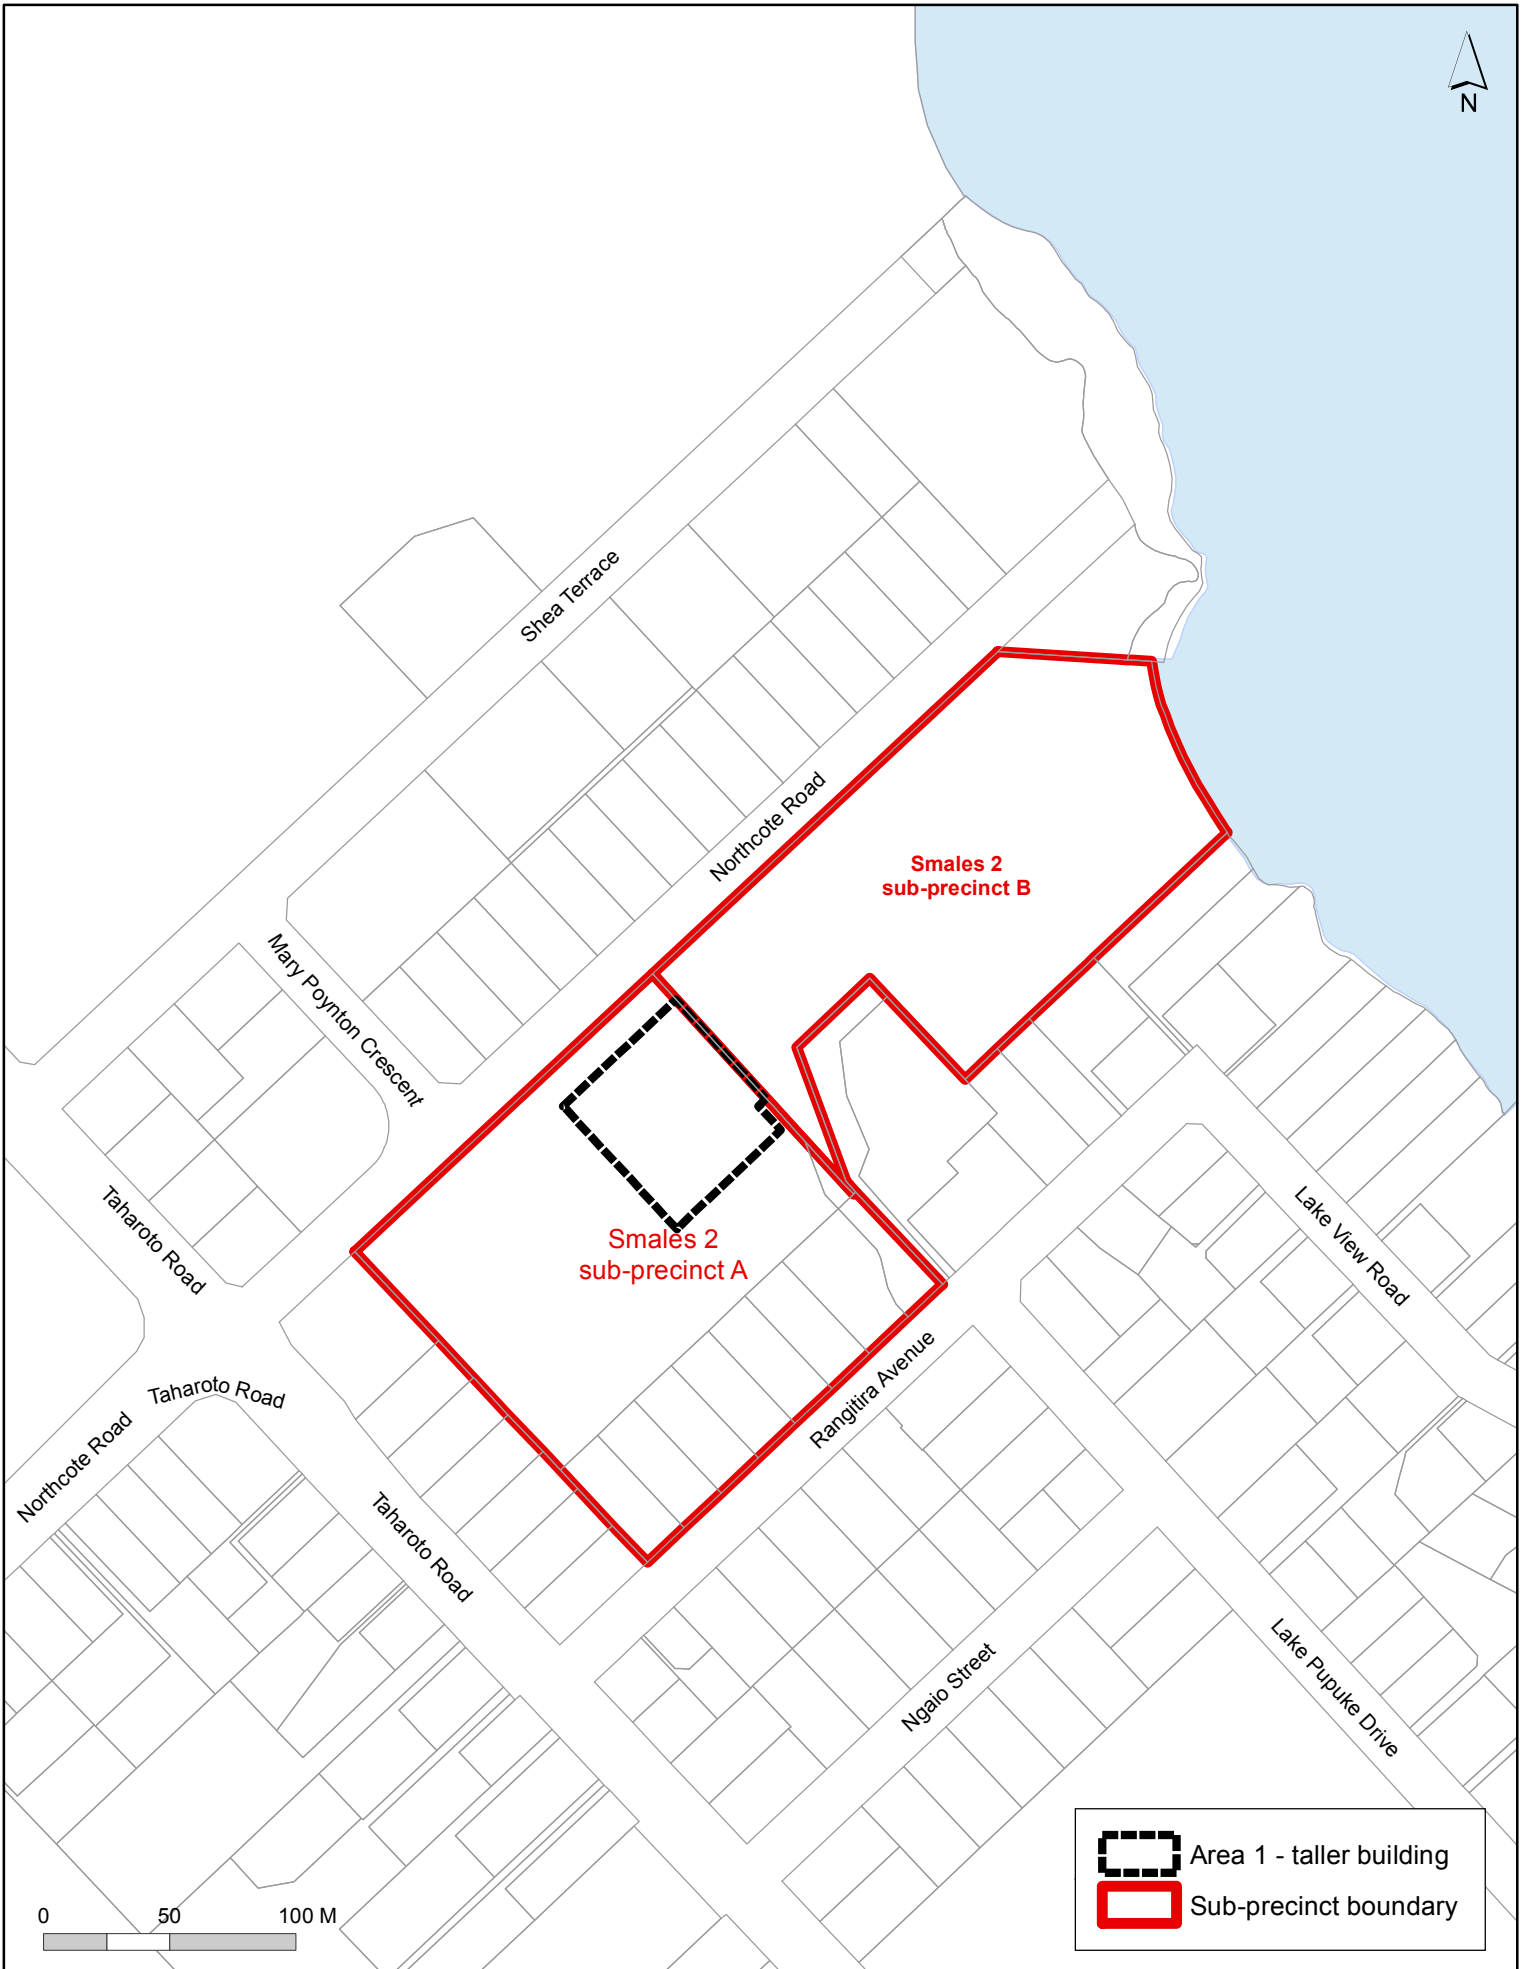 N
Shea Terrace
Northcote Road
Smales 2
sub-precinct B
Mary Poynton Crescent
Taharoto Road
Smales 2
sub-precinct A
Lake View Road
Rangitira Avenue
Taharoto Road
Northcote Road
Taharoto Road
Ngaio Street
Lake Pupuke Drive
Area 1 - taller building
Sub-precinct boundary
0 50 100 M